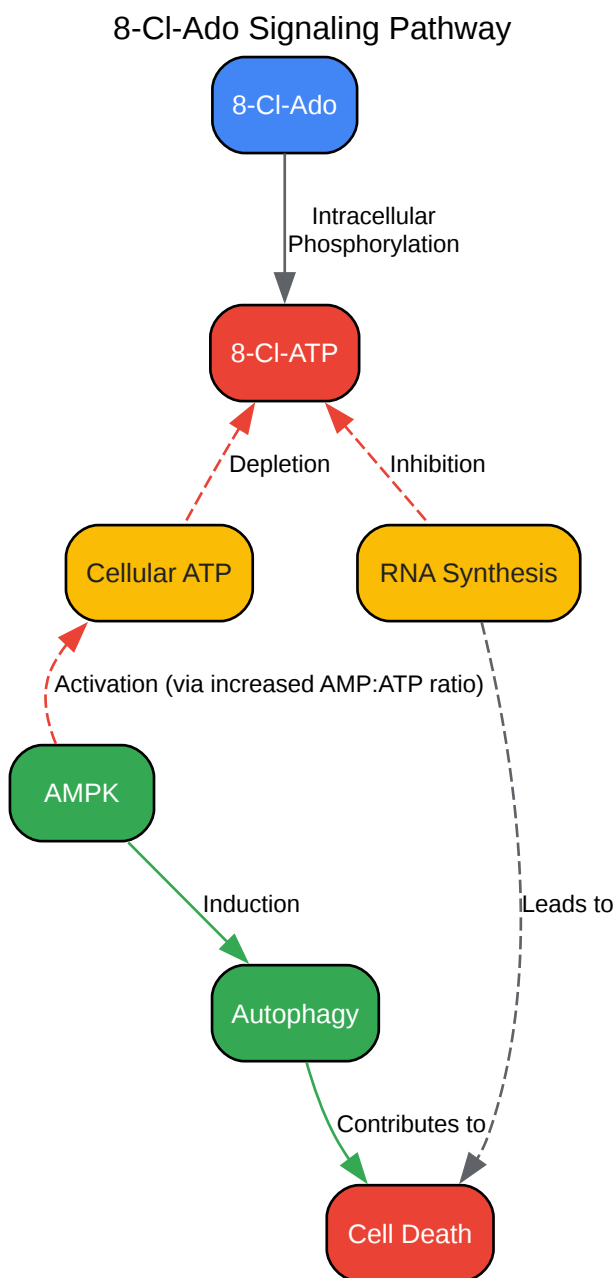 8-Cl-Ado Signaling Pathway
8-Cl-Ado
Intracellular
Phosphorylation
8-Cl-ATP
Depletion
Inhibition
Cellular ATP
RNA Synthesis
Activation (via increased AMP:ATP ratio)
AMPK
Induction
Leads to
Autophagy
Contributes to
Cell Death